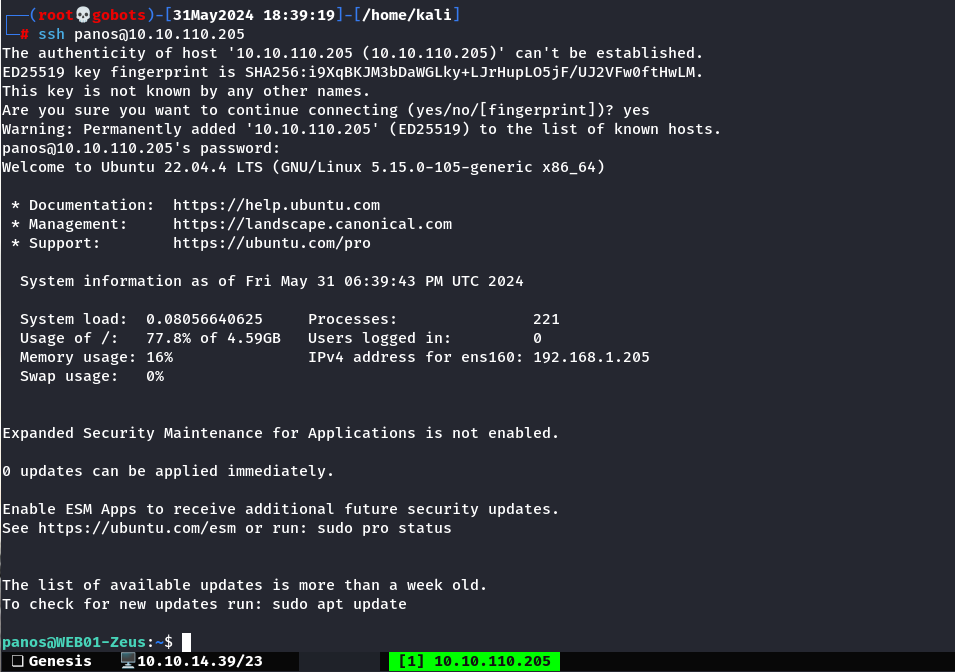 ┌──(root💀gobots)-[31May2024 18:39:19]-[/home/kali]
└─# ssh panos@10.10.110.205
The authenticity of host '10.10.110.205 (10.10.110.205)' can't be established.
ED25519 key fingerprint is SHA256:i9XqBKJM3bDaWGLky+LJrHupLO5jF/UJ2VFw0ftHwLM.
This key is not known by any other names.
Are you sure you want to continue connecting (yes/no/[fingerprint])? yes
Warning: Permanently added '10.10.110.205' (ED25519) to the list of known hosts.
panos@10.10.110.205's password:
Welcome to Ubuntu 22.04.4 LTS (GNU/Linux 5.15.0-105-generic x86_64)
* Documentation:  https://help.ubuntu.com
* Management:     https://landscape.canonical.com
* Support:        https://ubuntu.com/pro
System information as of Fri May 31 06:39:43 PM UTC 2024
System load:  0.08056640625     Processes:               221
Usage of /:   77.8% of 4.59GB   Users logged in:         0
Memory usage: 16%               IPv4 address for ens160: 192.168.1.205
Swap usage:   0%
Expanded Security Maintenance for Applications is not enabled.
0 updates can be applied immediately.
Enable ESM Apps to receive additional future security updates.
See https://ubuntu.com/esm or run: sudo pro status
The list of available updates is more than a week old.
To check for new updates run: sudo apt update
panos@WEB01-Zeus:~$
❐ Genesis 🖥️10.10.14.39/23 [1] 10.10.110.205